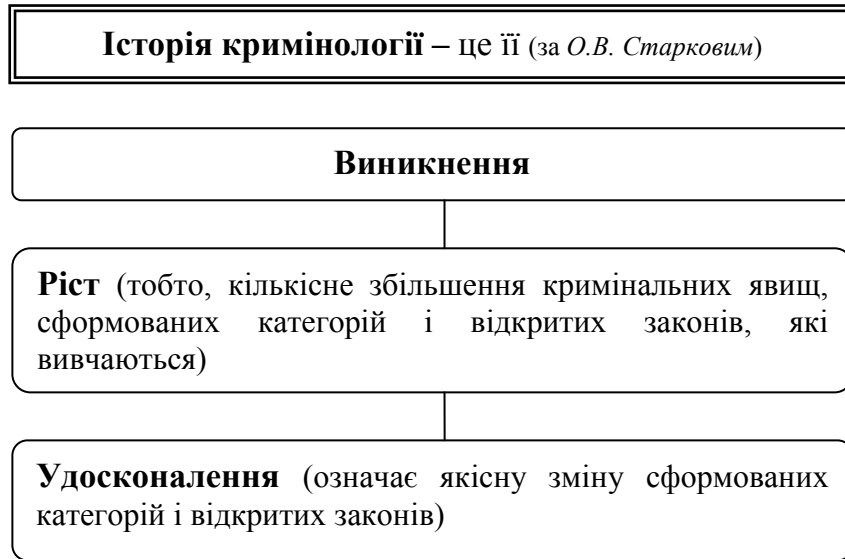 Історія кримінології – це її (за О.В. Старковим)
Виникнення
Ріст (тобто, кількісне збільшення кримінальних явищ,
сформованих категорій і відкритих законів, які
вивчаються)
Удосконалення (означає якісну зміну сформованих
категорій і відкритих законів)